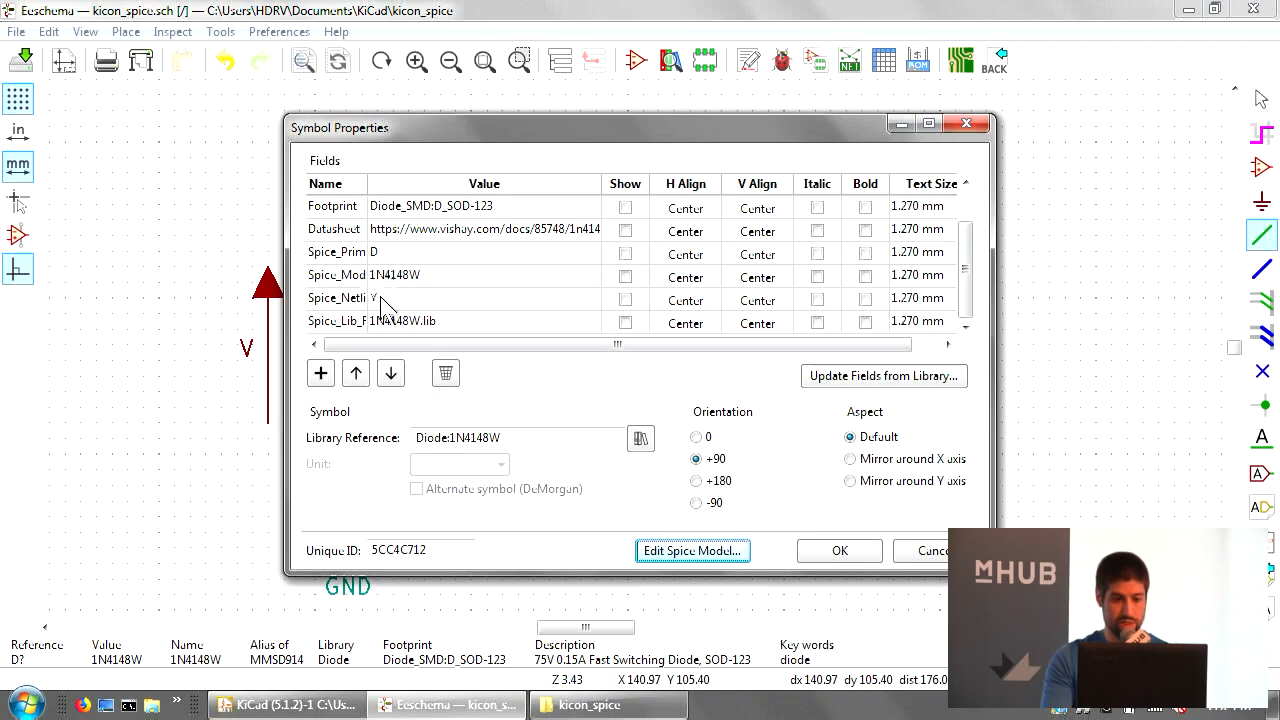 Eeschema — kicon_spice.sch [/] — C:\Users\HDRV\Documents\KiCad\kicon_spice
File Edit View Place Inspect Tools Preferences Help
NET BOM BACK
in
mm
Symbol Properties
Fields
Name Value Show H Align V Align Italic Bold Text Size
Footprint Diode_SMD:D_SOD-123 Center Center 1.270 mm
Datasheet https://www.vishay.com/docs/85748/1n414 Center Center 1.270 mm
Spice_Prim D Center Center 1.270 mm
Spice_Mod 1N4148W Center Center 1.270 mm
Spice_Netli Y Center Center 1.270 mm
Spice_Lib_F 1N4148W.lib Center Center 1.270 mm
Update Fields from Library...
Symbol Orientation Aspect
Library Reference: Diode:1N4148W 0 Default
Unit: +90 Mirror around X axis
Alternate symbol (DeMorgan) +180 Mirror around Y axis
-90
Unique ID: 5CC4C712 Edit Spice Model... OK Canc
V
A
A
A
GND
MHUB
Reference Value Name Alias of Library Footprint Description Key words
D? 1N4148W 1N4148W MMSD914 Diode Diode_SMD:D_SOD-123 75V 0.15A Fast Switching Diode, SOD-123 diode
Z 3.43 X 140.97 Y 105.40 dx 140.97 dy 105.40 dist 176.0
» KiCad (5.1.2)-1 C:\Us... Eeschema — kicon_s... kicon_spice